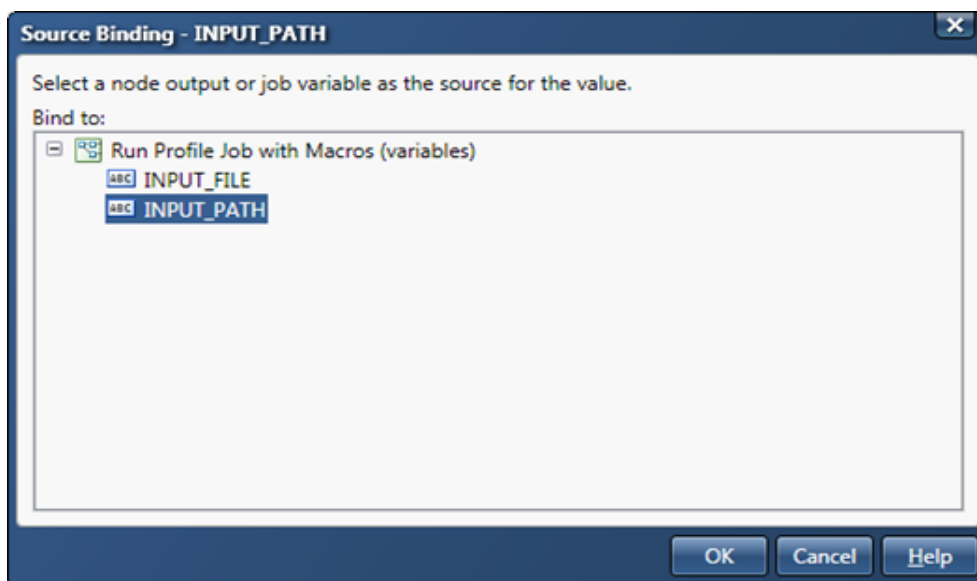 Source Binding - INPUT_PATH
Select a node output or job variable as the source for the value.
Bind to:
Run Profile Job with Macros (variables)
ABC INPUT_FILE
ABC INPUT_PATH
OK Cancel Help